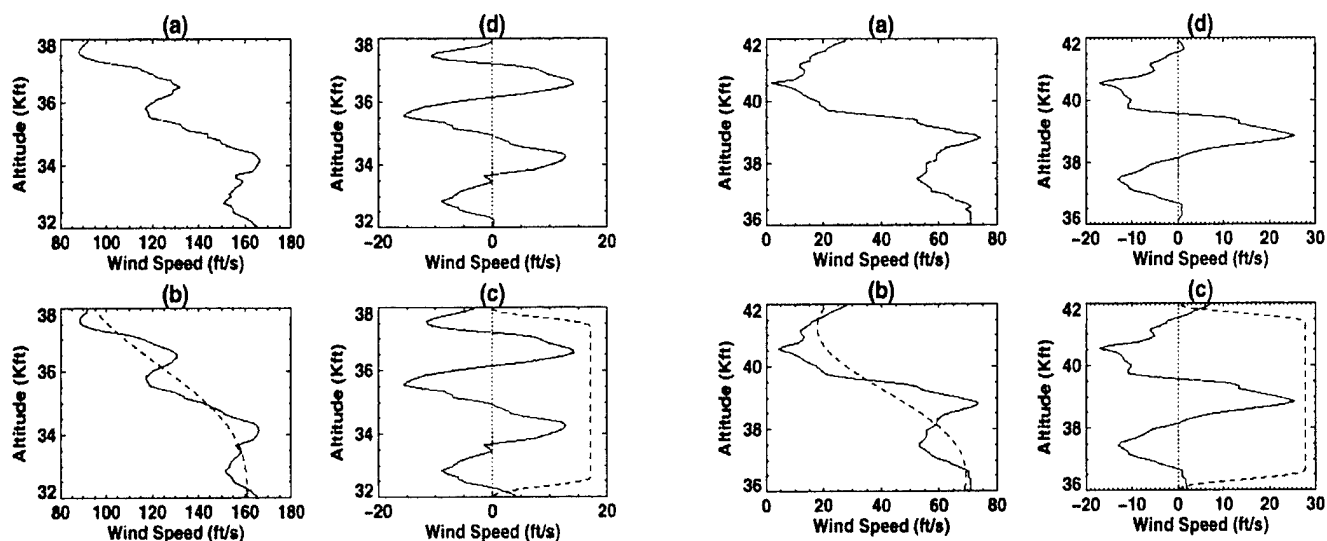 (a)
38
36
34
32
Altitude (Kft)
80 100 120 140 160 180
Wind Speed (ft/s)
(d)
38
36
34
32
Altitude (Kft)
-20 -10 0 10 20
Wind Speed (ft/s)
(a)
42
40
38
36
Altitude (Kft)
0 20 40 60 80
Wind Speed (ft/s)
(d)
42
40
38
36
Altitude (Kft)
-20 -10 0 10 20 30
Wind Speed (ft/s)
(b)
38
36
34
32
Altitude (Kft)
80 100 120 140 160 180
Wind Speed (ft/s)
(c)
38
36
34
32
Altitude (Kft)
-20 -10 0 10 20
Wind Speed (ft/s)
(b)
42
40
38
36
Altitude (Kft)
0 20 40 60 80
Wind Speed (ft/s)
(c)
42
40
38
36
Altitude (Kft)
-20 -10 0 10 20 30
Wind Speed (ft/s)